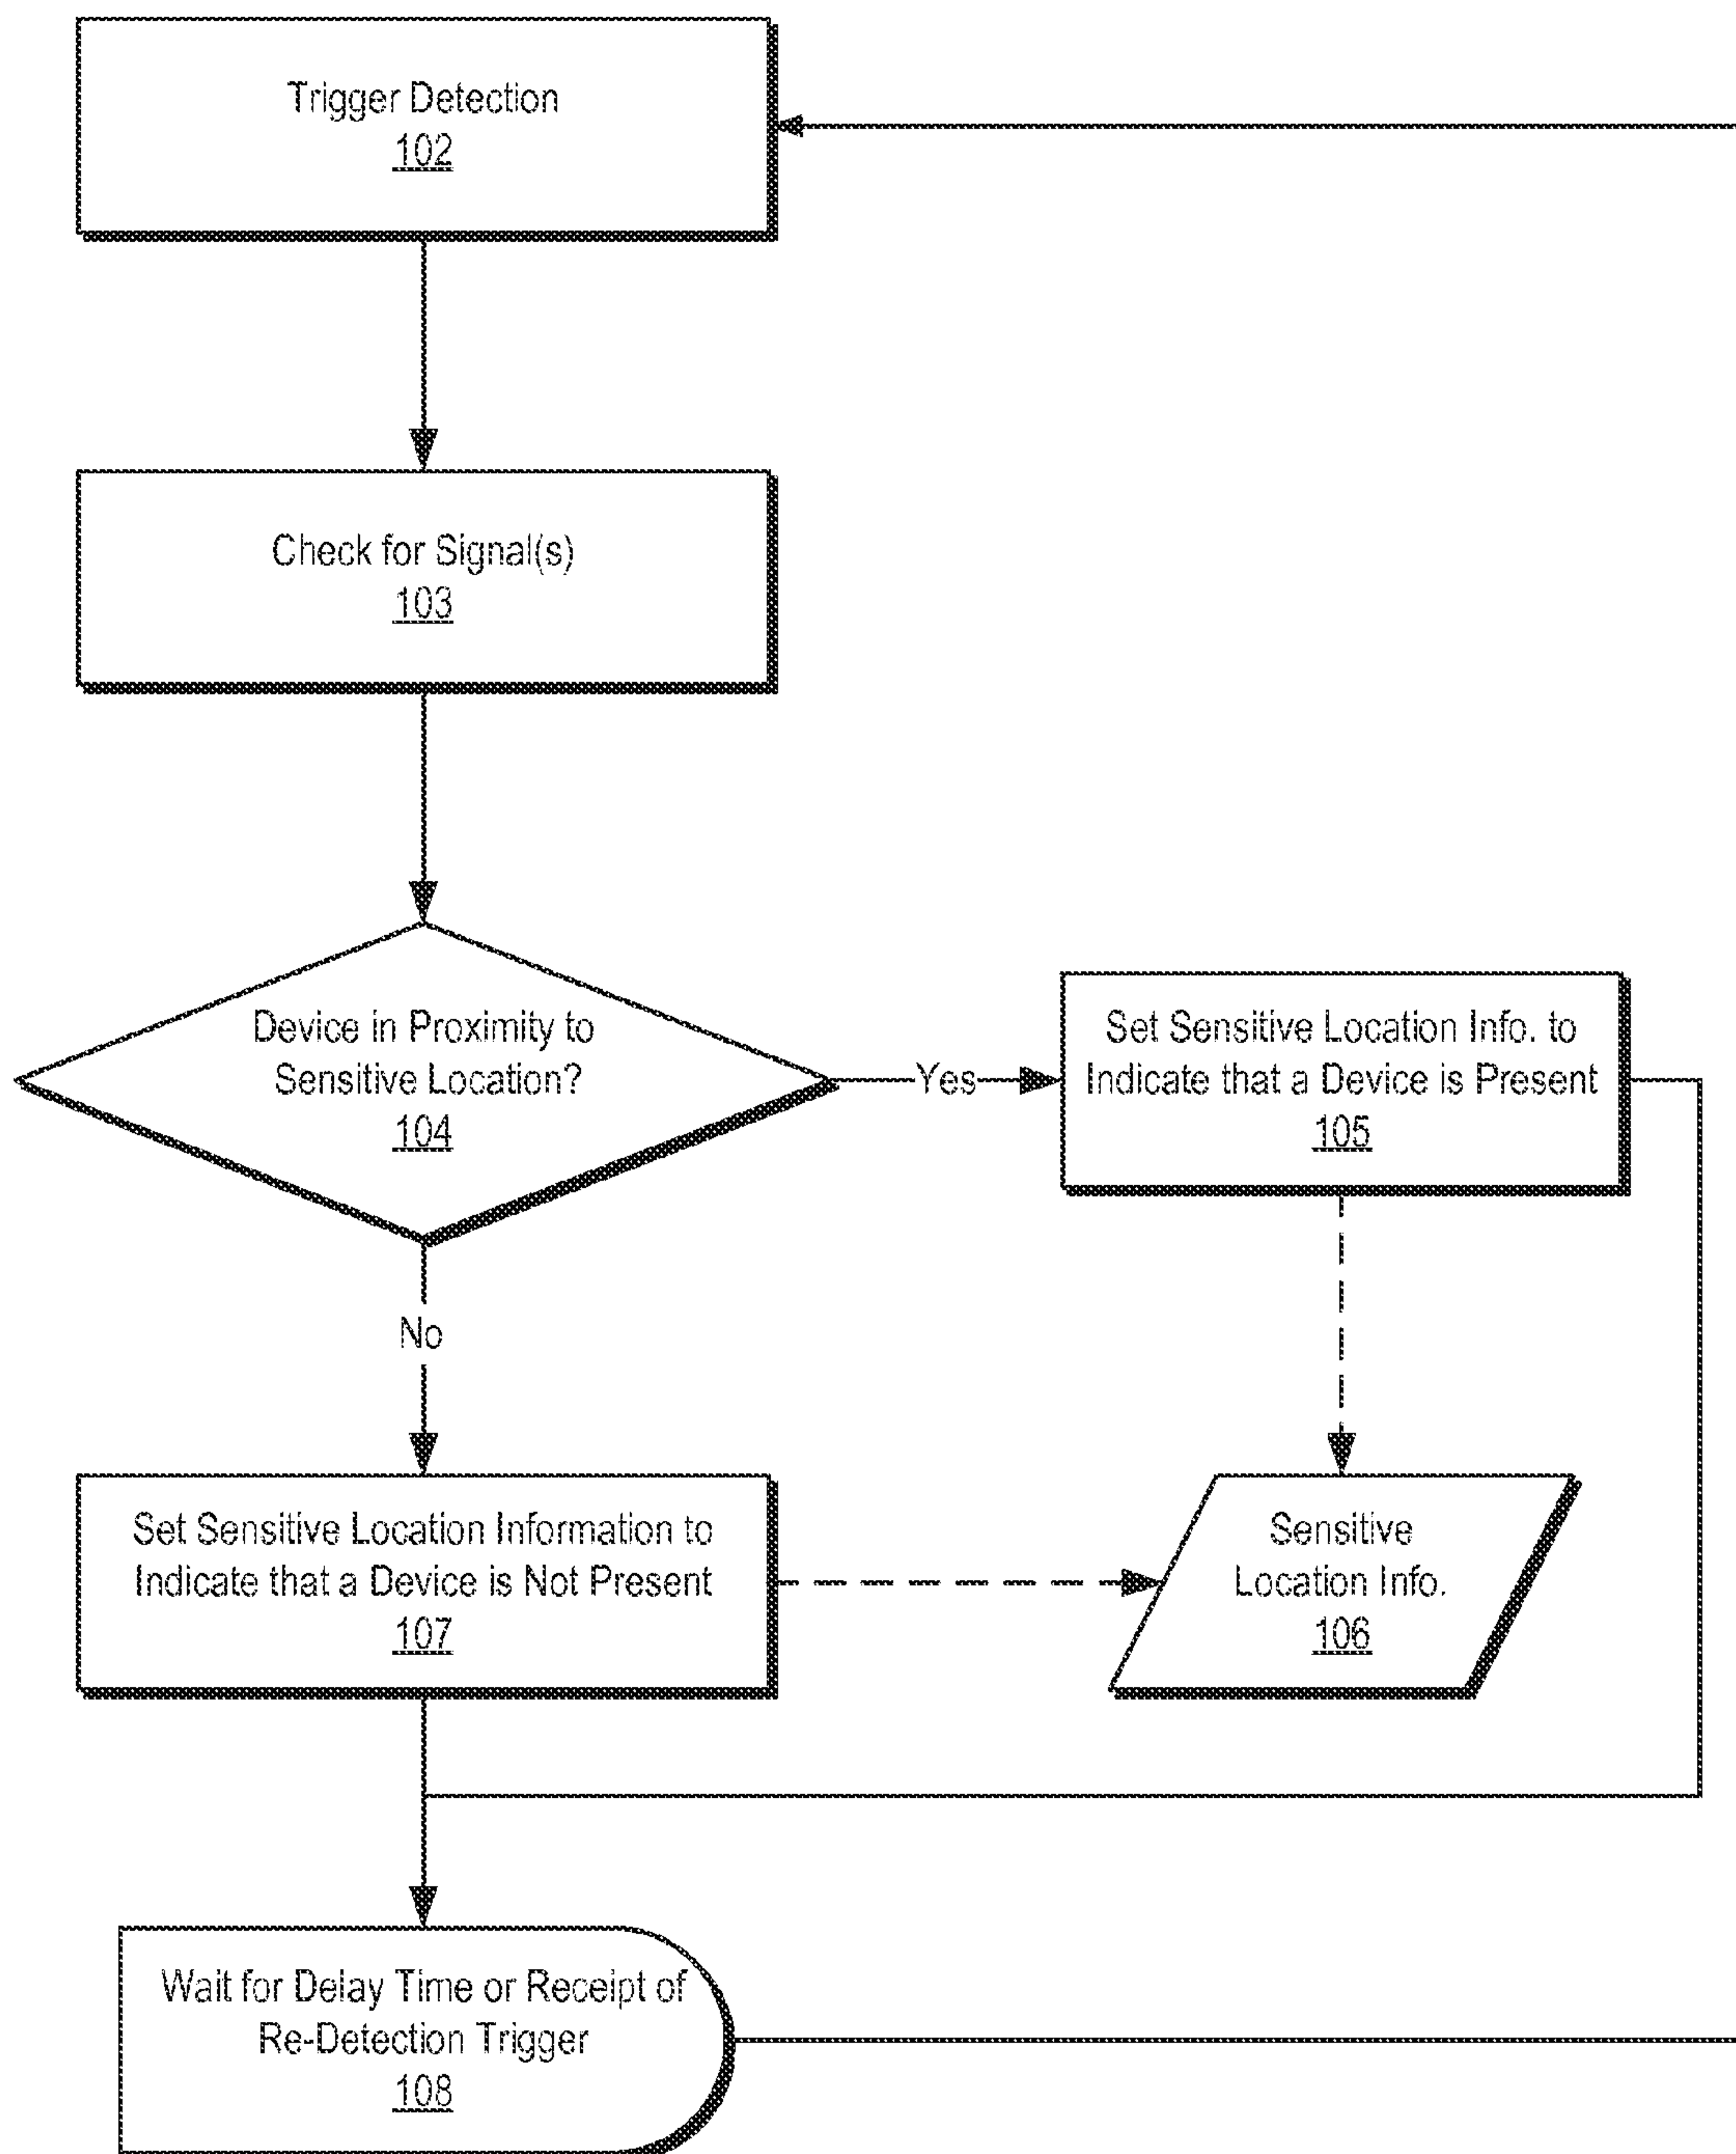 Trigger Detection
102
Check for Signal(s)
103
Device in Proximity to
Sensitive Location?
104
Yes
Set Sensitive Location Info. to
Indicate that a Device is Present
105
No
Set Sensitive Location Information to
Indicate that a Device is Not Present
107
Sensitive
Location Info.
106
Wait for Delay Time or Receipt of
Re-Detection Trigger
108